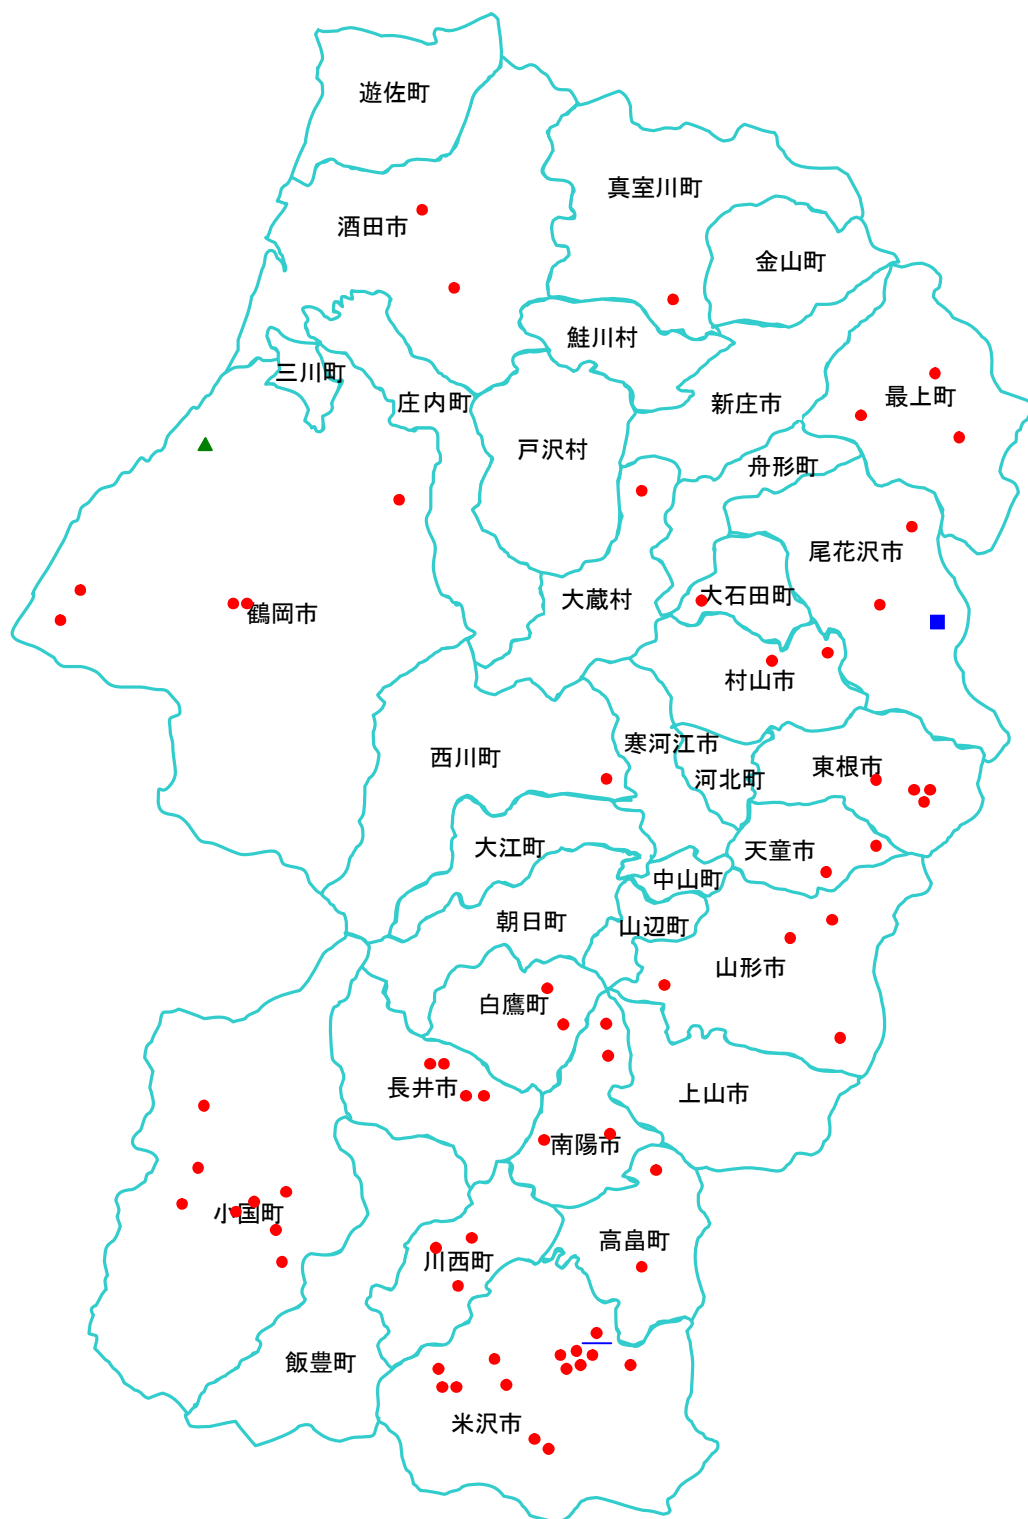 遊佐町
真室川町
酒田市
金山町
鮭川村
三川町
最上町
庄内町
新庄市
戸沢村
舟形町
尾花沢市
大石田町
大蔵村
鶴岡市
村山市
寒河江市
西川町
東根市
河北町
大江町
天童市
中山町
朝日町
山辺町
山形市
白鷹町
長井市
上山市
南陽市
小国町
高畠町
川西町
飯豊町
米沢市